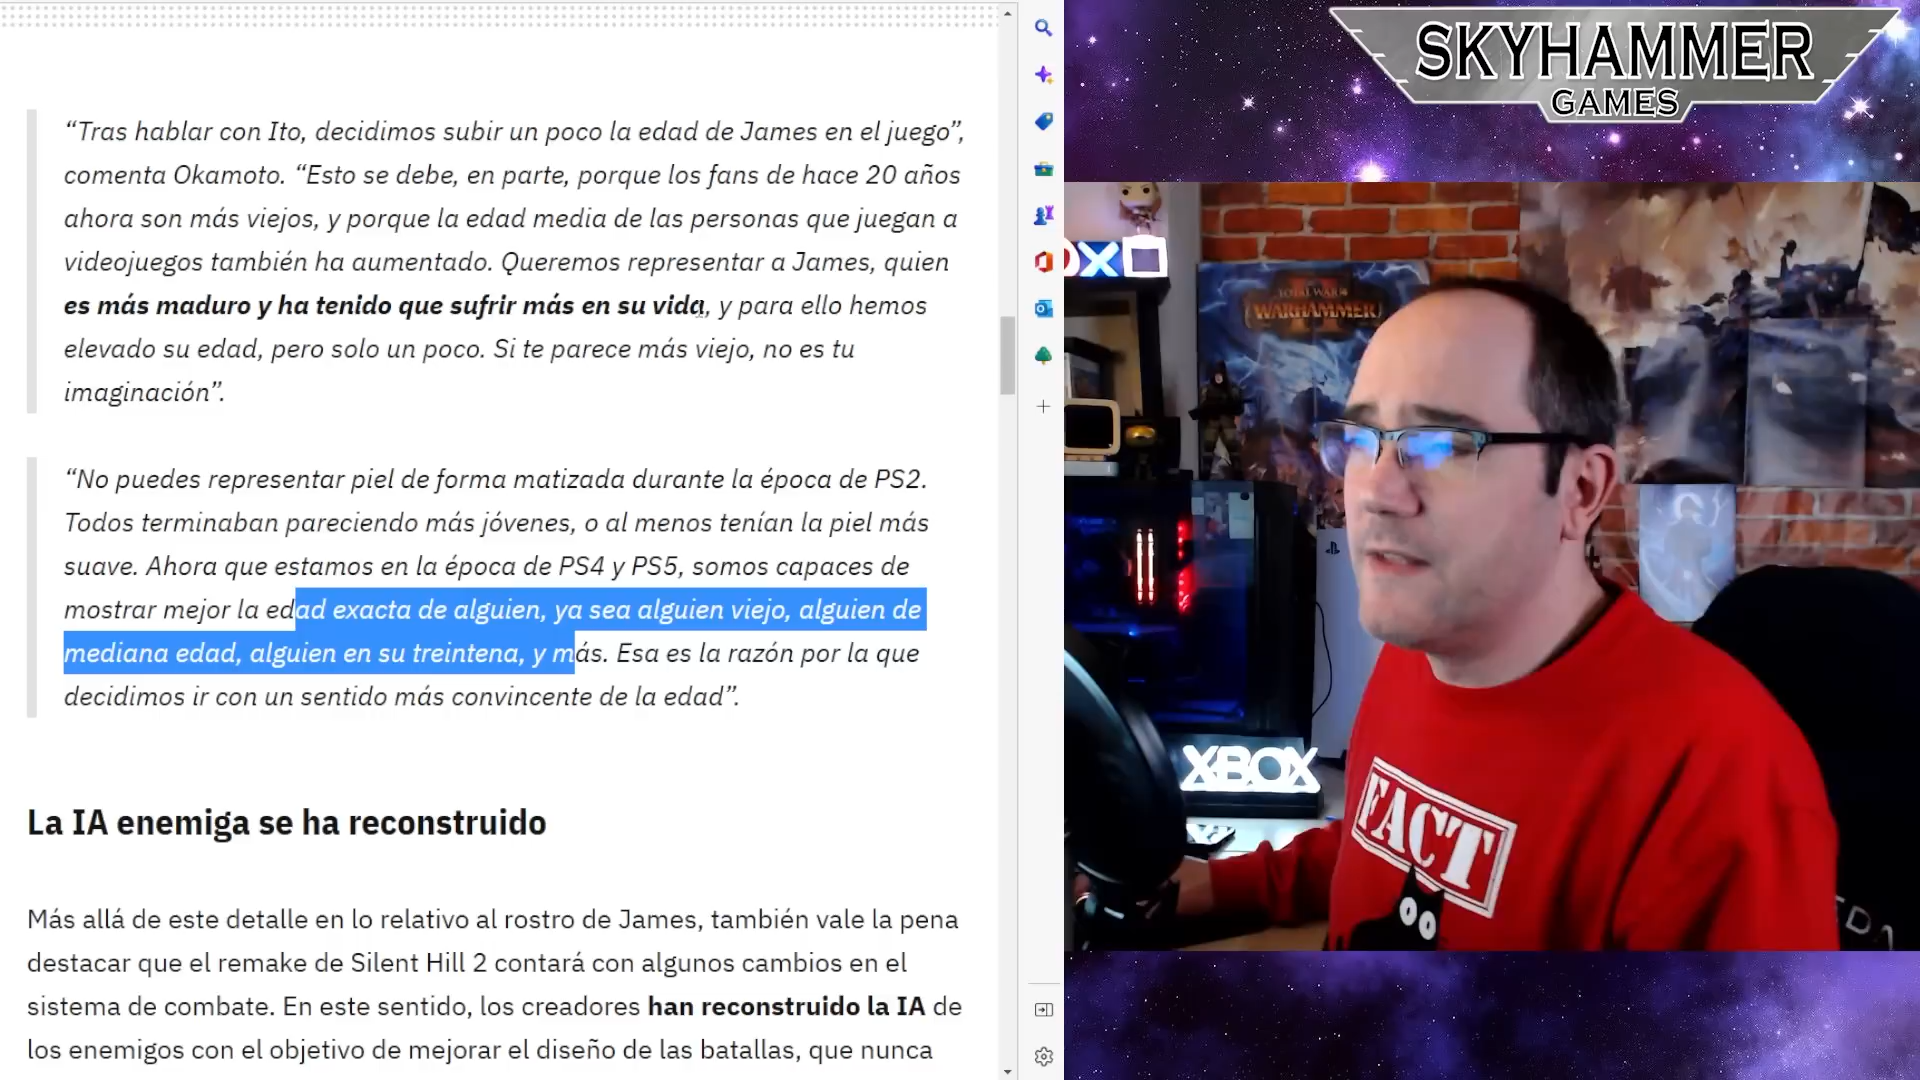 “Tras hablar con Ito, decidimos subir un poco la edad de James en el juego”,
comenta Okamoto. “Esto se debe, en parte, porque los fans de hace 20 años
ahora son más viejos, y porque la edad media de las personas que juegan a
videojuegos también ha aumentado. Queremos representar a James, quien
es más maduro y ha tenido que sufrir más en su vida, y para ello hemos
elevado su edad, pero solo un poco. Si te parece más viejo, no es tu
imaginación”.
“No puedes representar piel de forma matizada durante la época de PS2.
Todos terminaban pareciendo más jóvenes, o al menos tenían la piel más
suave. Ahora que estamos en la época de PS4 y PS5, somos capaces de
mostrar mejor la edad exacta de alguien, ya sea alguien viejo, alguien de
mediana edad, alguien en su treintena, y más. Esa es la razón por la que
decidimos ir con un sentido más convincente de la edad”.
La IA enemiga se ha reconstruido
Más allá de este detalle en lo relativo al rostro de James, también vale la pena
destacar que el remake de Silent Hill 2 contará con algunos cambios en el
sistema de combate. En este sentido, los creadores han reconstruido la IA de
los enemigos con el objetivo de mejorar el diseño de las batallas, que nunca
SKYHAMMER
GAMES
TOTAL WAR
WARHAMMER
XBOX
FACT